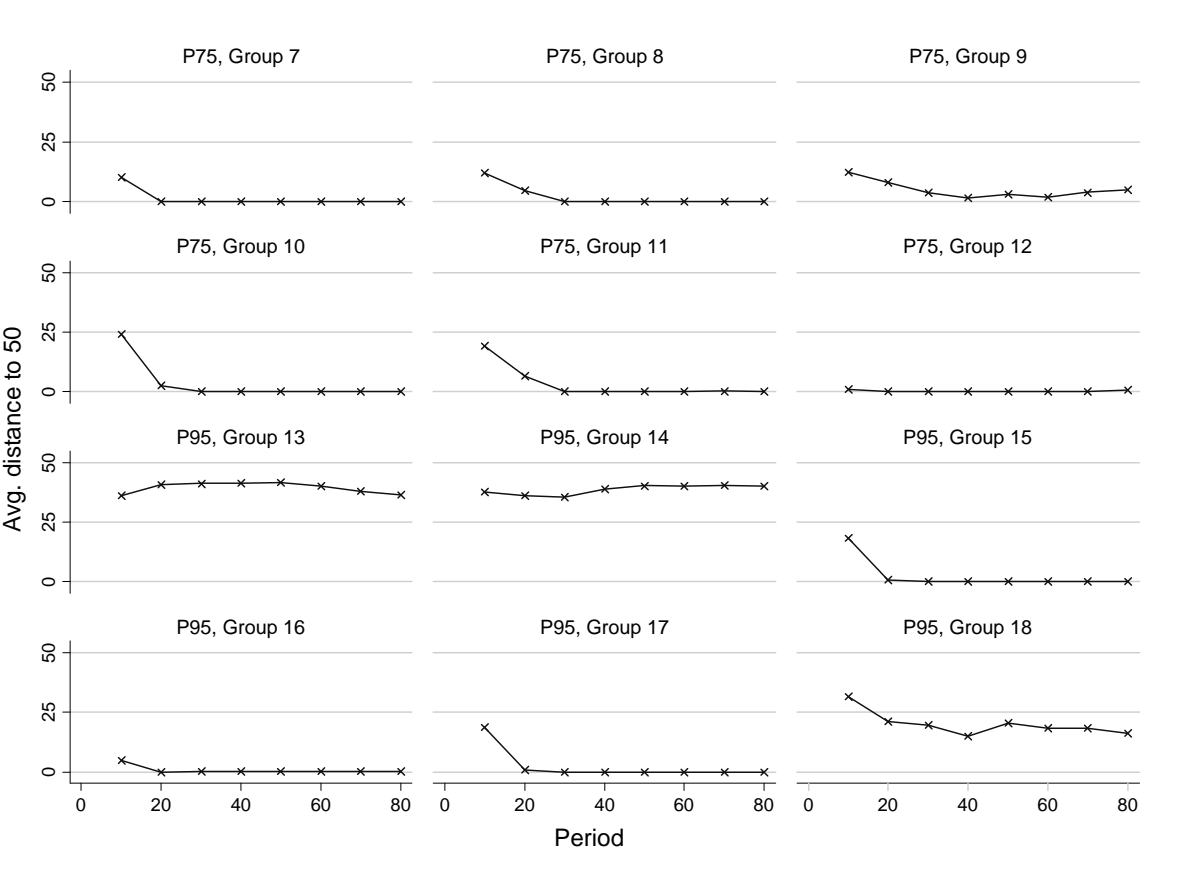 P75, Group 7
P75, Group 8
P75, Group 9
50
25
0
P75, Group 10
P75, Group 11
P75, Group 12
50
25
0
P95, Group 13
P95, Group 14
P95, Group 15
50
25
0
P95, Group 16
P95, Group 17
P95, Group 18
50
25
0
0 20 40 60 80
0 20 40 60 80
0 20 40 60 80
Avg. distance to 50
Period